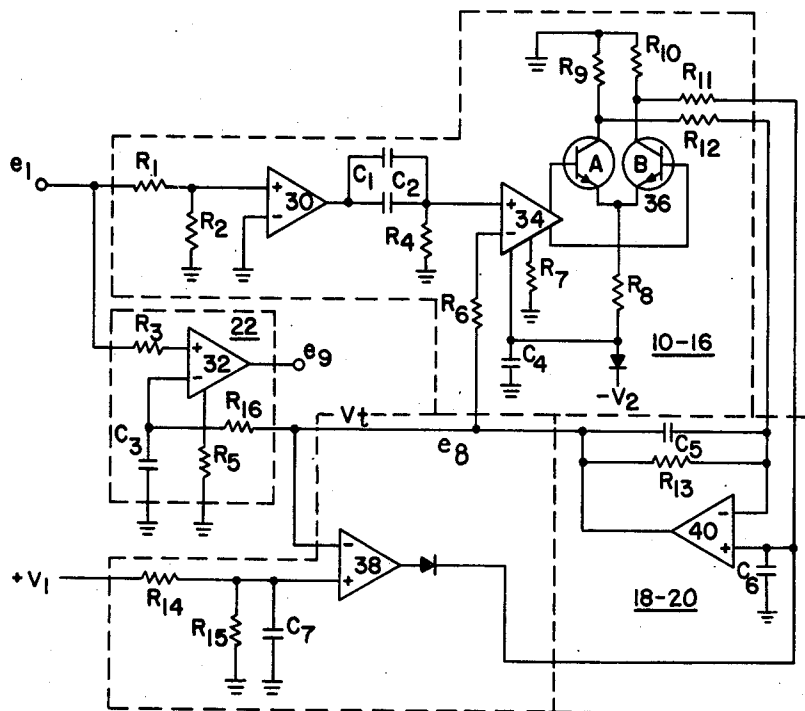 R10
R9
R11
R12
e1
R1
C1
C2
A
B
+
30
-
+
34
-
36
R2
R4
R7
R8
R6
22
R3
+
32
-
e9
10-16
C4
-V2
R16
Vt
C3
R5
e8
C5
R13
-
40
+
C6
-
38
+
+V1
R14
R15
C7
18-20